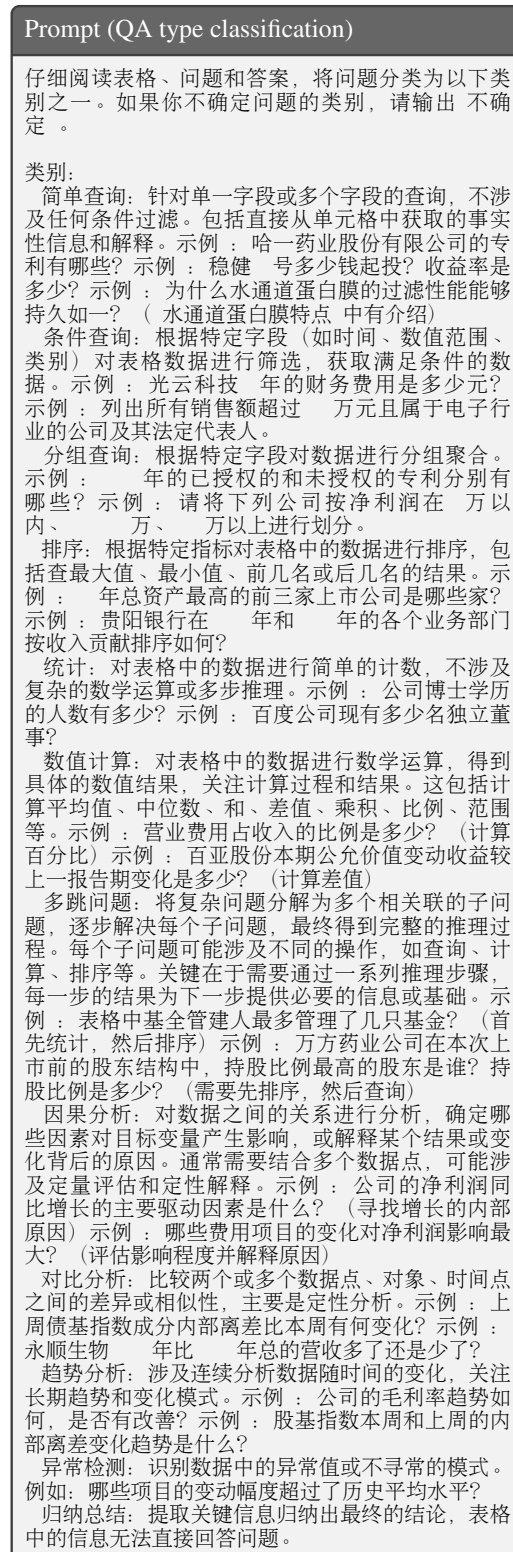 Prompt (QA type classification)
仔细阅读表格、问题和答案，将问题分类为以下类
别之一。如果你不确定问题的类别，请输出 不确
定 。
类别:
简单查询: 针对单一字段或多个字段的查询，不涉
及任何条件过滤。包括直接从单元格中获取的事实
性信息和解释。示例 : 哈一药业股份有限公司的专
利有哪些? 示例 : 稳健 号多少钱起投? 收益率是
多少? 示例 : 为什么水通道蛋白膜的过滤性能能够
持久如一? ( 水通道蛋白膜特点 中有介绍)
条件查询: 根据特定字段（如时间、数值范围、
类别）对表格数据进行筛选，获取满足条件的数
据。示例 : 光云科技 年的财务费用是多少元?
示例 : 列出所有销售额超过 万元且属于电子行
业的公司及其法定代表人。
分组查询: 根据特定字段对数据进行分组聚合。
示例 : 年的已授权的和未授权的专利分别有
哪些? 示例 : 请将下列公司按净利润在 万以
内、 万、 万以上进行划分。
排序: 根据特定指标对表格中的数据进行排序，包
括查最大值、最小值、前几名或后几名的结果。示
例 : 年总资产最高的前三家上市公司是哪些家?
示例 : 贵阳银行在 年和 年的各个业务部门
按收入贡献排序如何?
统计: 对表格中的数据进行简单的计数，不涉及
复杂的数学运算或多步推理。示例 : 公司博士学历
的人数有多少? 示例 : 百度公司现有多少名独立董
事?
数值计算: 对表格中的数据进行数学运算，得到
具体的数值结果，关注计算过程和结果。这包括计
算平均值、中位数、和、差值、乘积、比例、范围
等。示例 : 营业费用占收入的比例是多少? （计算
百分比）示例 : 百亚股份本期公允价值变动收益较
上一报告期变化是多少? （计算差值）
多跳问题: 将复杂问题分解为多个相关联的子问
题，逐步解决每个子问题，最终得到完整的推理过
程。每个子问题可能涉及不同的操作，如查询、计
算、排序等。关键在于需要通过一系列推理步骤，
每一步的结果为下一步提供必要的信息或基础。示
例 : 表格中基全管建人最多管理了几只基金? （首
先统计，然后排序）示例 : 万方药业公司在本次上
市前的股东结构中，持股比例最高的股东是谁? 持
股比例是多少? （需要先排序，然后查询）
因果分析: 对数据之间的关系进行分析，确定哪
些因素对目标变量产生影响，或解释某个结果或变
化背后的原因。通常需要结合多个数据点，可能涉
及定量评估和定性解释。示例 : 公司的净利润同
比增长的主要驱动因素是什么? （寻找增长的内部
原因）示例 : 哪些费用项目的变化对净利润影响最
大? （评估影响程度并解释原因）
对比分析: 比较两个或多个数据点、对象、时间点
之间的差异或相似性，主要是定性分析。示例 : 上
周债基指数成分内部离差比本周有何变化? 示例 :
永顺生物 年比 年总的营收多了还是少了?
趋势分析: 涉及连续分析数据随时间的变化，关注
长期趋势和变化模式。示例 : 公司的毛利率趋势如
何，是否有改善? 示例 : 股基指数本周和上周的内
部离差变化趋势是什么?
异常检测: 识别数据中的异常值或不寻常的模式。
例如: 哪些项目的变动幅度超过了历史平均水平?
归纳总结: 提取关键信息归纳出最终的结论，表格
中的信息无法直接回答问题。